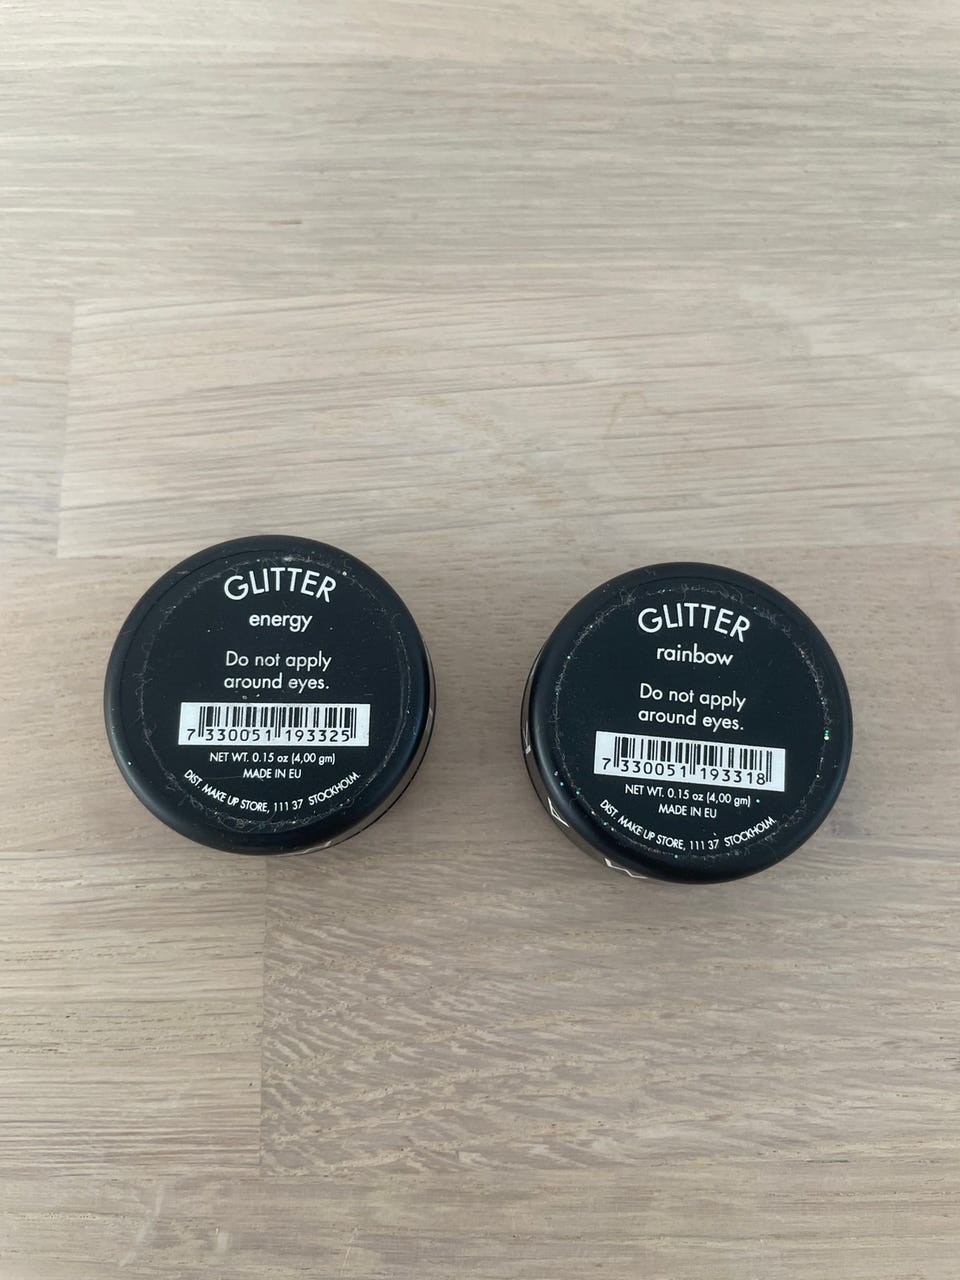 GLITTER
energy
Do not apply
around eyes.
7 330051 193325
NET WT. 0.15 oz (4,00 gm)
MADE IN EU
DIST. MAKE UP STORE, 111 37 STOCKHOLM.
GLITTER
rainbow
Do not apply
around eyes.
7 330051 193318
NET WT. 0.15 oz (4,00 gm)
MADE IN EU
DIST. MAKE UP STORE, 111 37 STOCKHOLM.